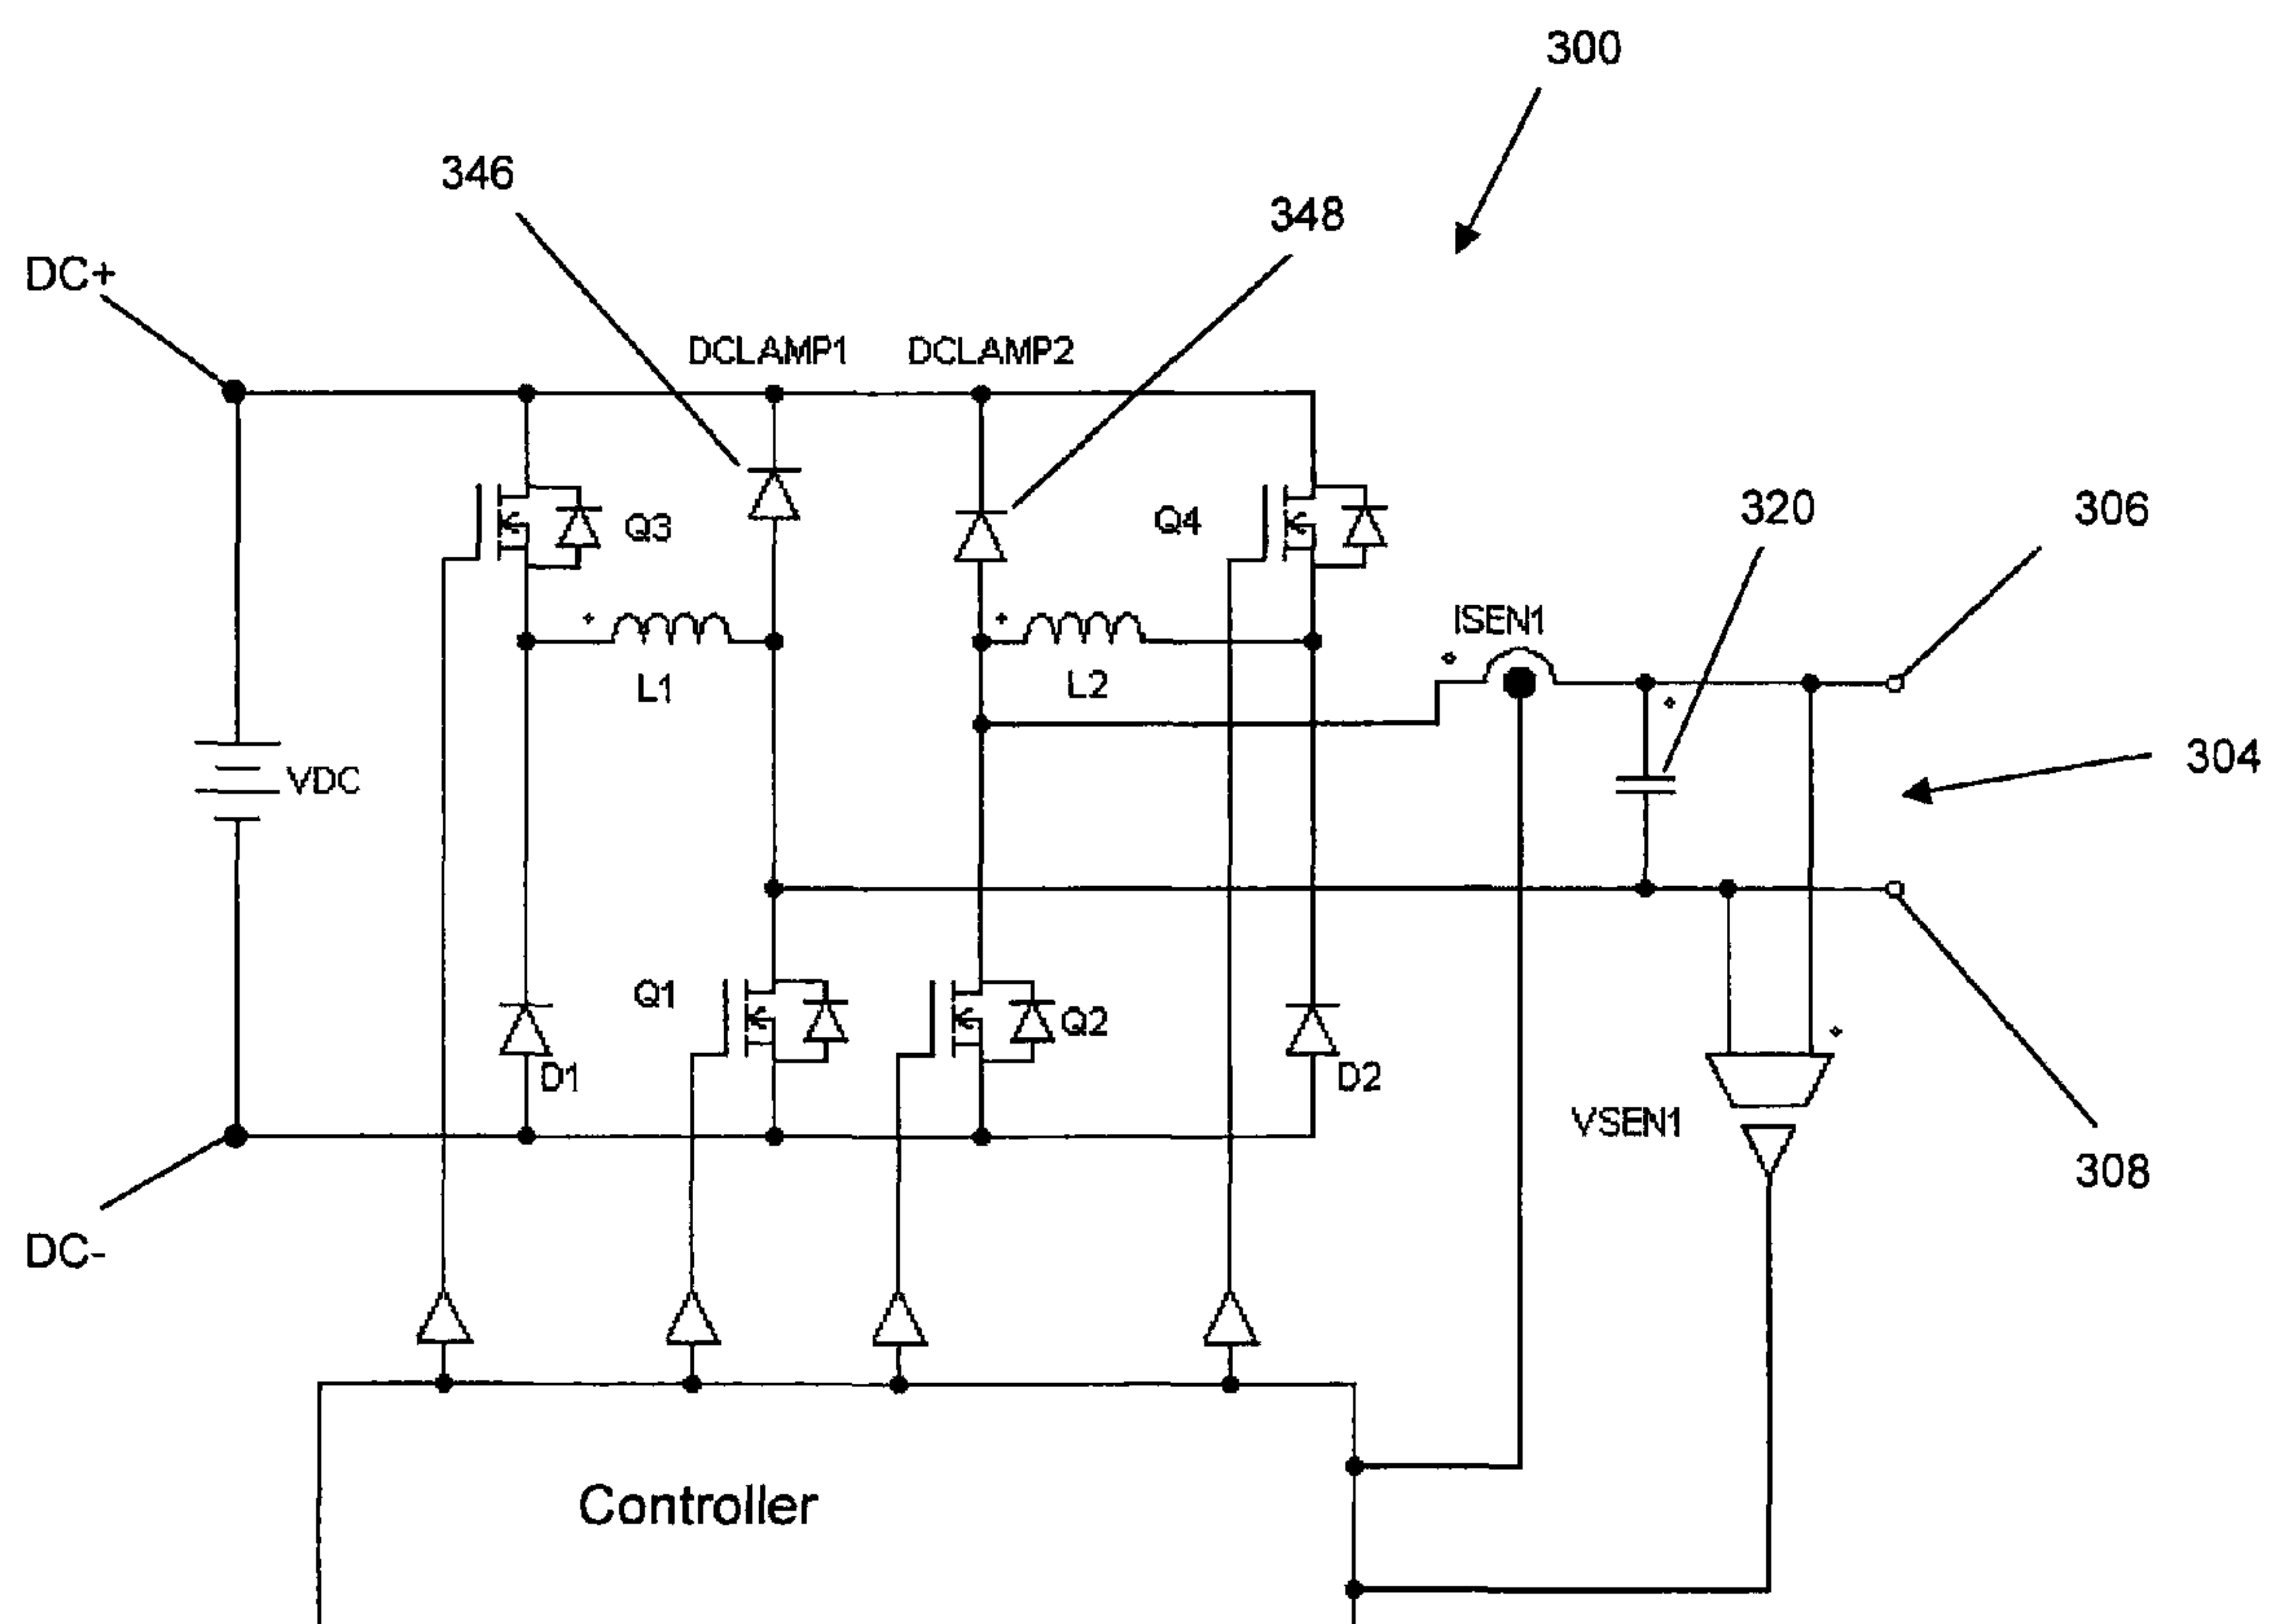 300
346
348
DC+
DCLAMP1 DCLAMP2
Q3
Q4
320
306
ISEN1
L1
L2
VDC
304
Q1
Q2
D1
D2
VSEN1
308
DC-
Controller